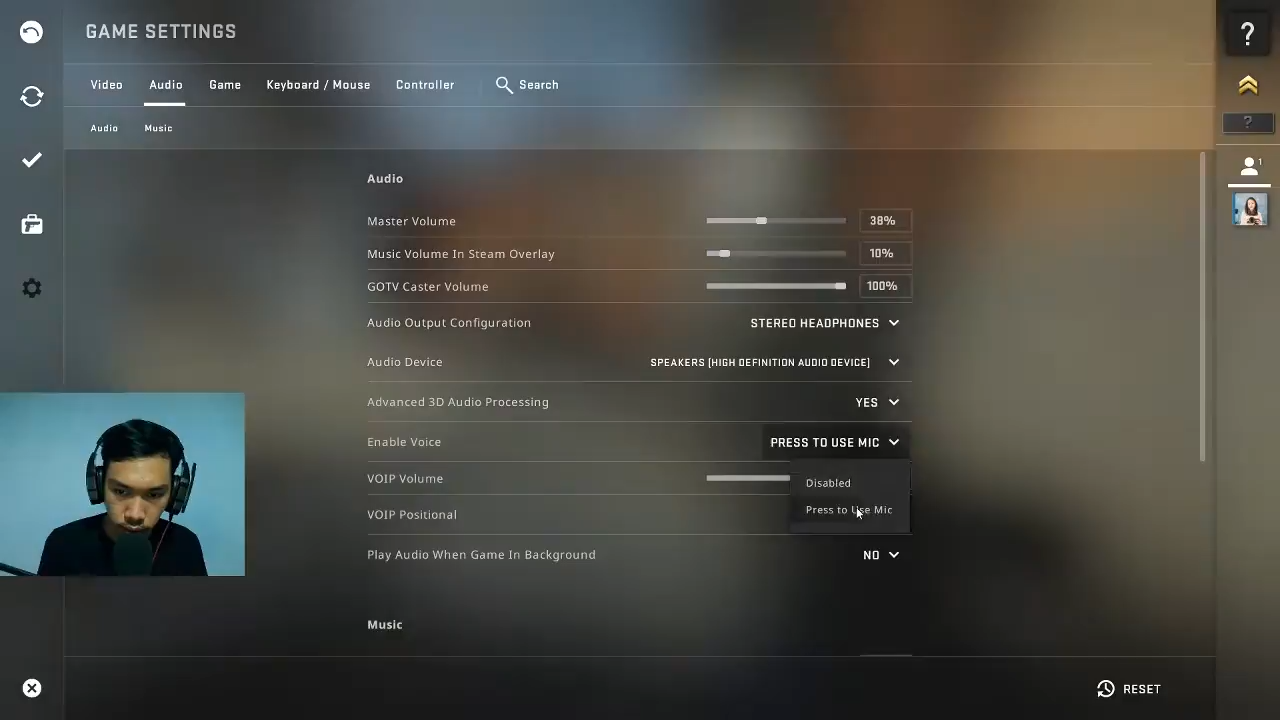 GAME SETTINGS
?
Video Audio Game Keyboard / Mouse Controller Search
?
Audio Music
1
Audio
Master Volume 38%
Music Volume In Steam Overlay 10%
GOTV Caster Volume 100%
Audio Output Configuration STEREO HEADPHONES
Audio Device SPEAKERS (HIGH DEFINITION AUDIO DEVICE)
Advanced 3D Audio Processing YES
Enable Voice PRESS TO USE MIC
VOIP Volume
Disabled
Press to Use Mic
VOIP Positional
Play Audio When Game In Background NO
Music
RESET